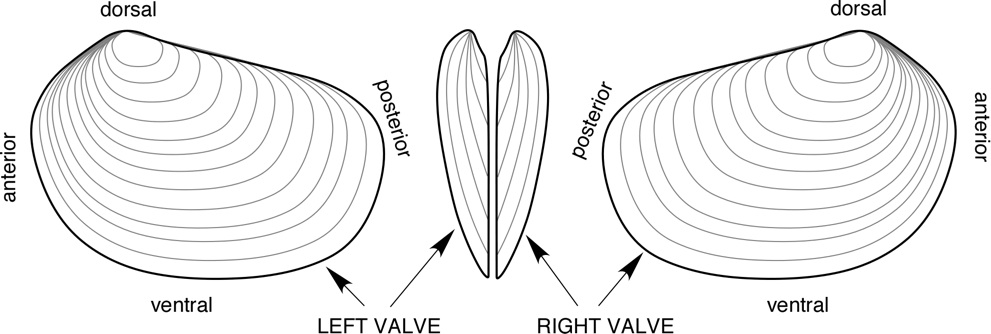 dorsal
dorsal
anterior
posterior
posterior
anterior
ventral
ventral
LEFT VALVE
RIGHT VALVE